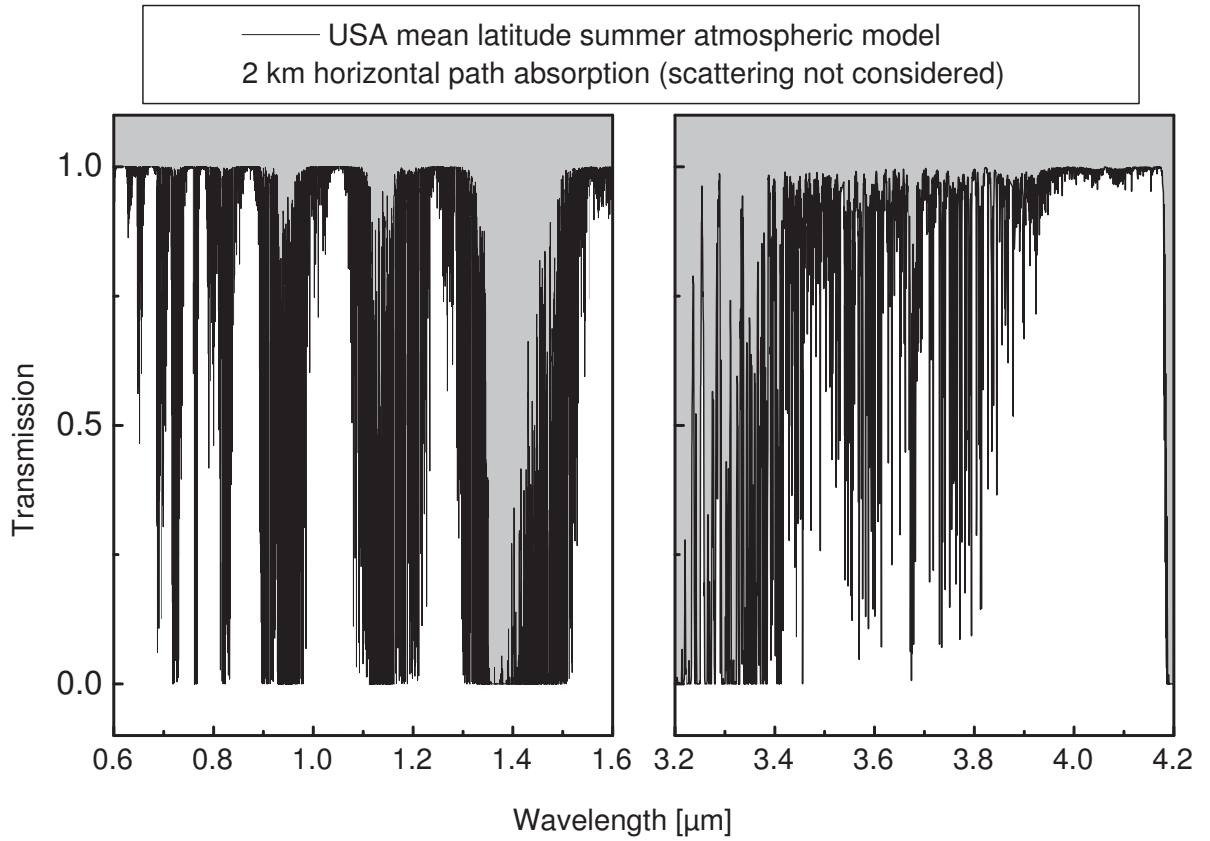 USA mean latitude summer atmospheric model
2 km horizontal path absorption (scattering not considered)
Transmission
1.0
0.5
0.0
0.6 0.8 1.0 1.2 1.4 1.6 3.2 3.4 3.6 3.8 4.0 4.2
Wavelength [µm]